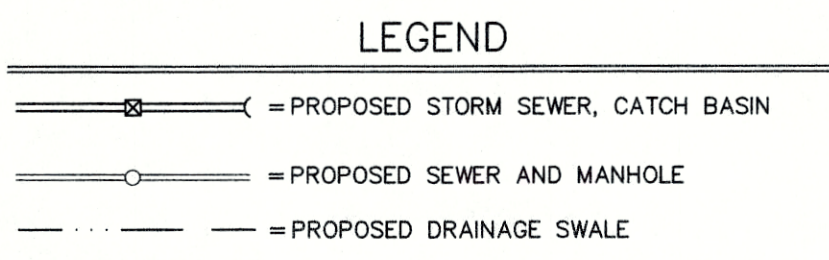 LEGEND
= PROPOSED STORM SEWER, CATCH BASIN
= PROPOSED SEWER AND MANHOLE
= PROPOSED DRAINAGE SWALE